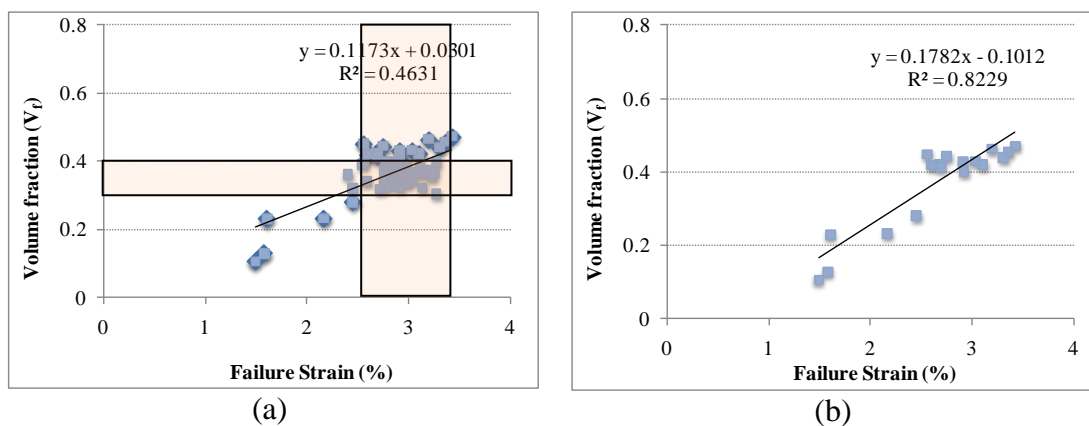 0.8
0.6
0.4
0.2
0
0 1 2 3 4
Volume fraction (Vf)
Failure Strain (%)
y = 0.1173x + 0.0301
R² = 0.4631
(a)
0.8
0.6
0.4
0.2
0
0 1 2 3 4
Volume fraction (Vf)
Failure Strain (%)
y = 0.1782x - 0.1012
R² = 0.8229
(b)